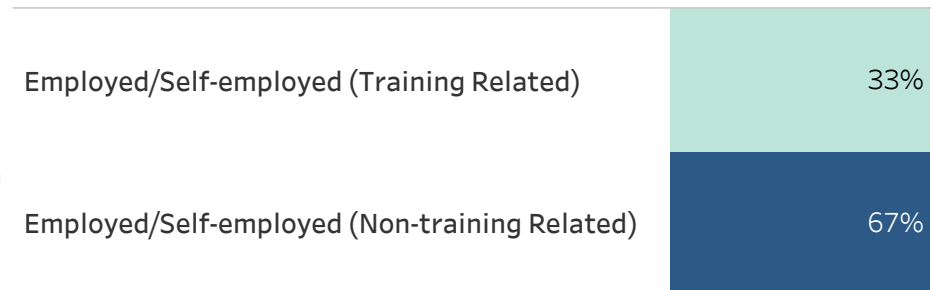 Employed/Self-employed (Training Related) 33%
Employed/Self-employed (Non-training Related) 67%